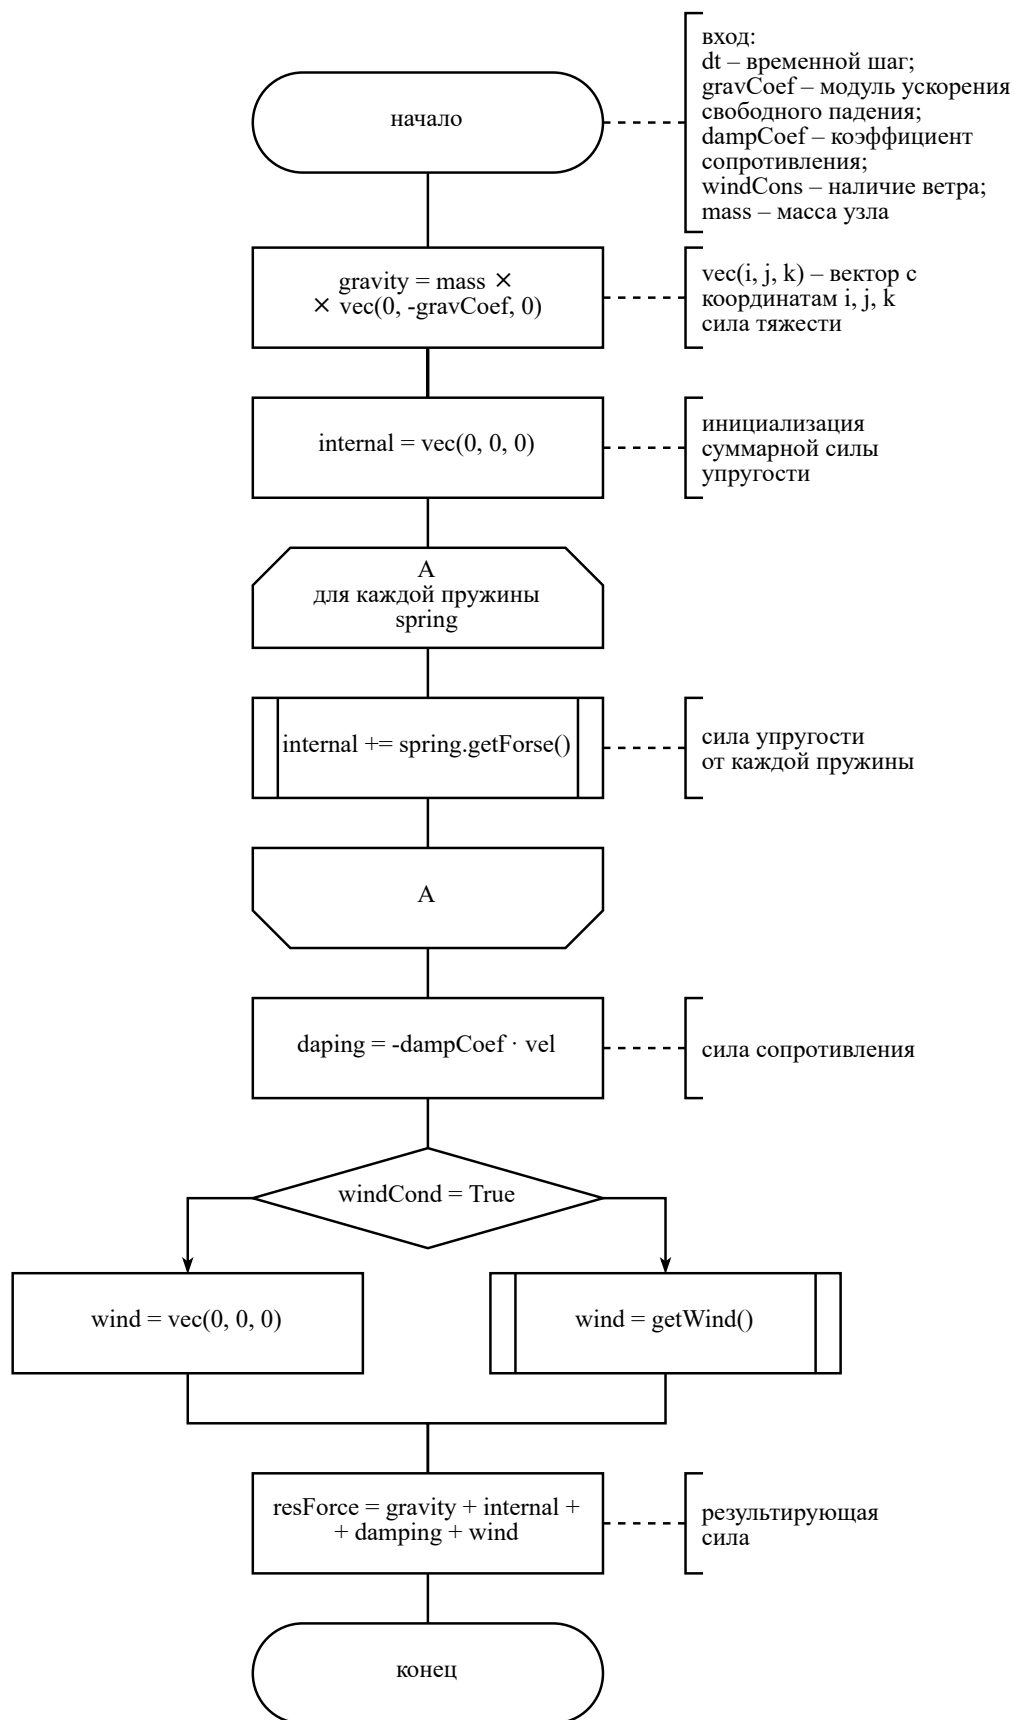 вход:
dt – временной шаг;
gravCoef – модуль ускорения
свободного падения;
dampCoef – коэффициент
сопротивления;
windCons – наличие ветра;
mass – масса узла
начало
gravity = mass ×
× vec(0, -gravCoef, 0)
vec(i, j, k) – вектор с
координатам i, j, k
сила тяжести
internal = vec(0, 0, 0)
инициализация
суммарной силы
упругости
А
для каждой пружины
spring
internal += spring.getForse()
сила упругости
от каждой пружины
А
daping = -dampCoef · vel
сила сопротивления
windCond = True
wind = vec(0, 0, 0)
wind = getWind()
resForce = gravity + internal +
+ damping + wind
результирующая
сила
конец